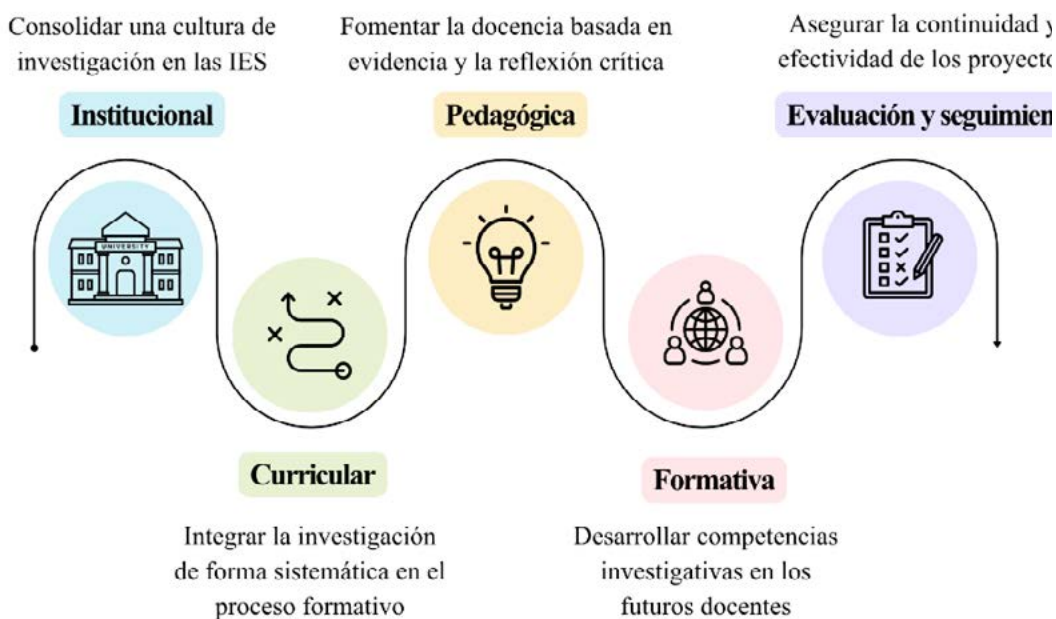 Consolidar una cultura de
investigación en las IES
Institucional
Fomentar la docencia basada en
evidencia y la reflexión crítica
Pedagógica
Asegurar la continuidad y
efectividad de los proyecto
Evaluación y seguimien
UNIVERSITY
Curricular
Integrar la investigación
de forma sistemática en el
proceso formativo
Formativa
Desarrollar competencias
investigativas en los
futuros docentes